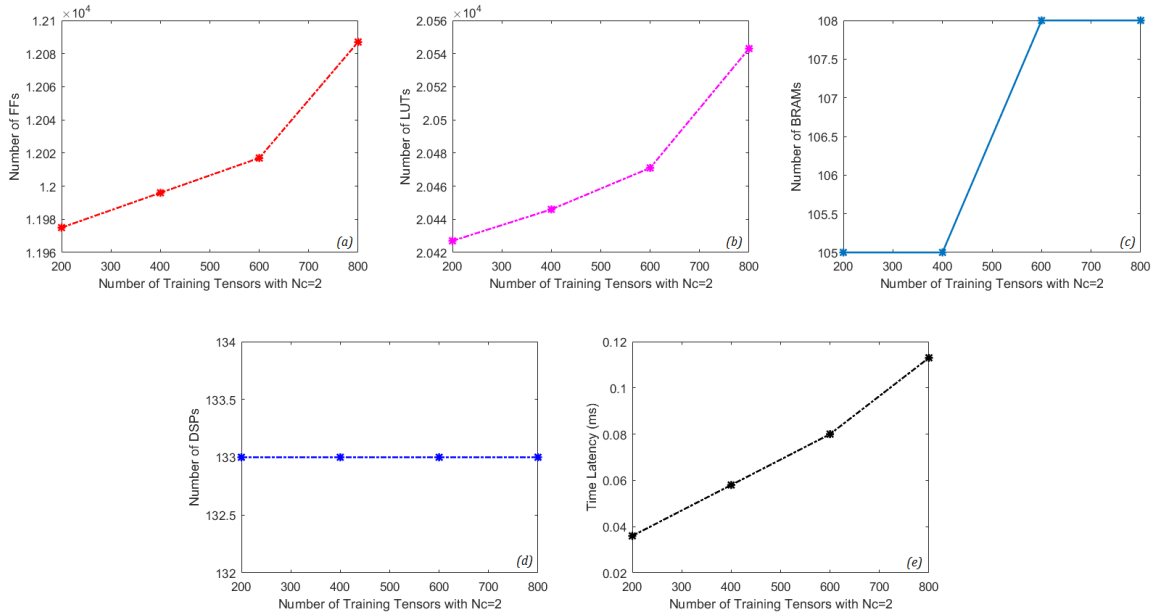 ×10⁴
1.21
1.208
1.206
1.204
1.202
1.2
1.198
1.196
Number of FFs
200 300 400 500 600 700 800
Number of Training Tensors with Nc=2
(a)
×10⁴
2.056
2.054
2.052
2.05
2.048
2.046
2.044
2.042
Number of LUTs
200 300 400 500 600 700 800
Number of Training Tensors with Nc=2
(b)
108
107.5
107
106.5
106
105.5
105
Number of BRAMs
200 300 400 500 600 700 800
Number of Training Tensors with Nc=2
(c)
134
133.5
133
132.5
132
Number of DSPs
200 300 400 500 600 700 800
Number of Training Tensors with Nc=2
(d)
0.12
0.1
0.08
0.06
0.04
0.02
Time Latency (ms)
200 300 400 500 600 700 800
Number of Training Tensors with Nc=2
(e)